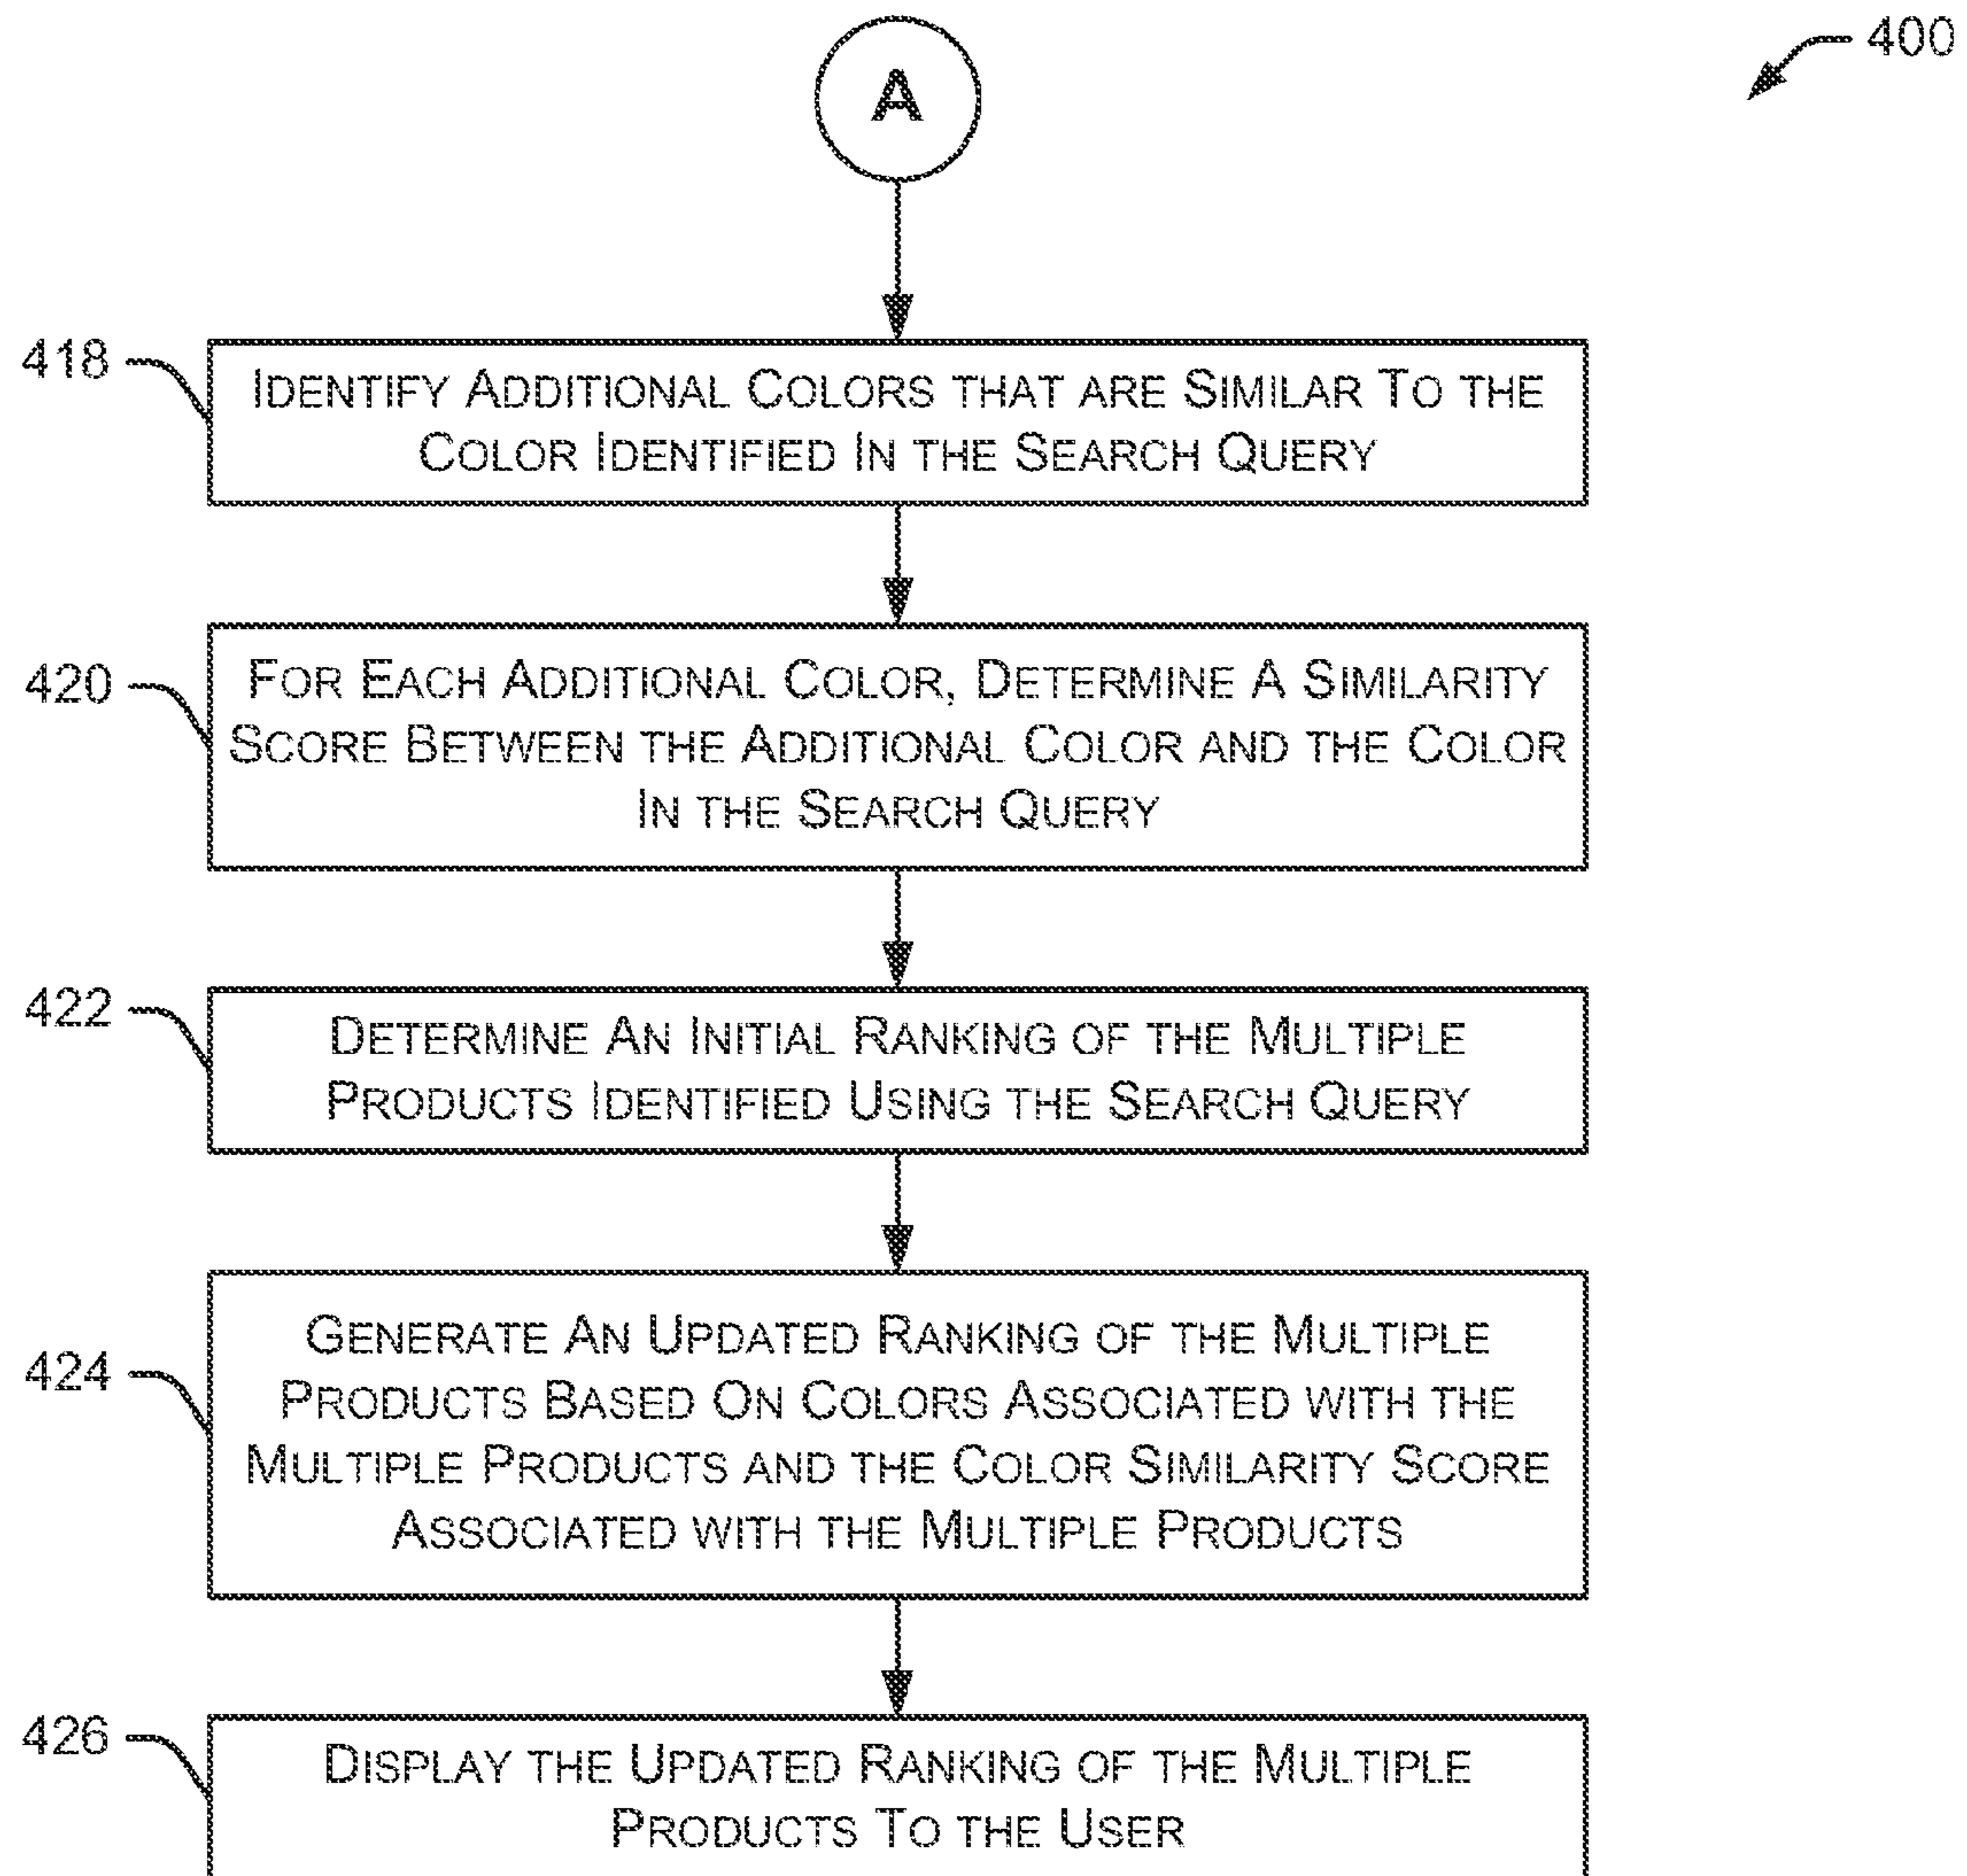 A
400
418
IDENTIFY ADDITIONAL COLORS THAT ARE SIMILAR TO THE
COLOR IDENTIFIED IN THE SEARCH QUERY
420
FOR EACH ADDITIONAL COLOR, DETERMINE A SIMILARITY
SCORE BETWEEN THE ADDITIONAL COLOR AND THE COLOR
IN THE SEARCH QUERY
422
DETERMINE AN INITIAL RANKING OF THE MULTIPLE
PRODUCTS IDENTIFIED USING THE SEARCH QUERY
424
GENERATE AN UPDATED RANKING OF THE MULTIPLE
PRODUCTS BASED ON COLORS ASSOCIATED WITH THE
MULTIPLE PRODUCTS AND THE COLOR SIMILARITY SCORE
ASSOCIATED WITH THE MULTIPLE PRODUCTS
426
DISPLAY THE UPDATED RANKING OF THE MULTIPLE
PRODUCTS TO THE USER